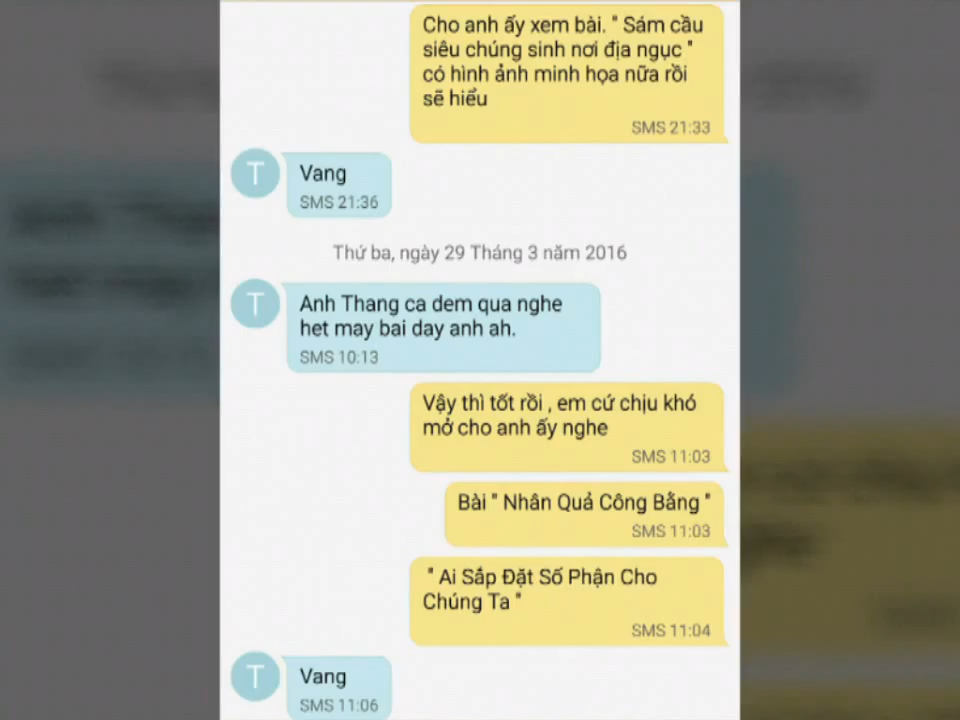 Cho anh ấy xem bài. " Sám cầu
siêu chúng sinh nơi địa ngục "
có hình ảnh minh họa nữa rồi
sẽ hiểu
SMS 21:33
T
Vang
SMS 21:36
Thứ ba, ngày 29 Tháng 3 năm 2016
T
Anh Thang ca dem qua nghe
het may bai day anh ah.
SMS 10:13
Vậy thì tốt rồi , em cứ chịu khó
mở cho anh ấy nghe
SMS 11:03
Bài " Nhân Quả Công Bằng "
SMS 11:03
" Ai Sắp Đặt Số Phận Cho
Chúng Ta "
SMS 11:04
T
Vang
SMS 11:06